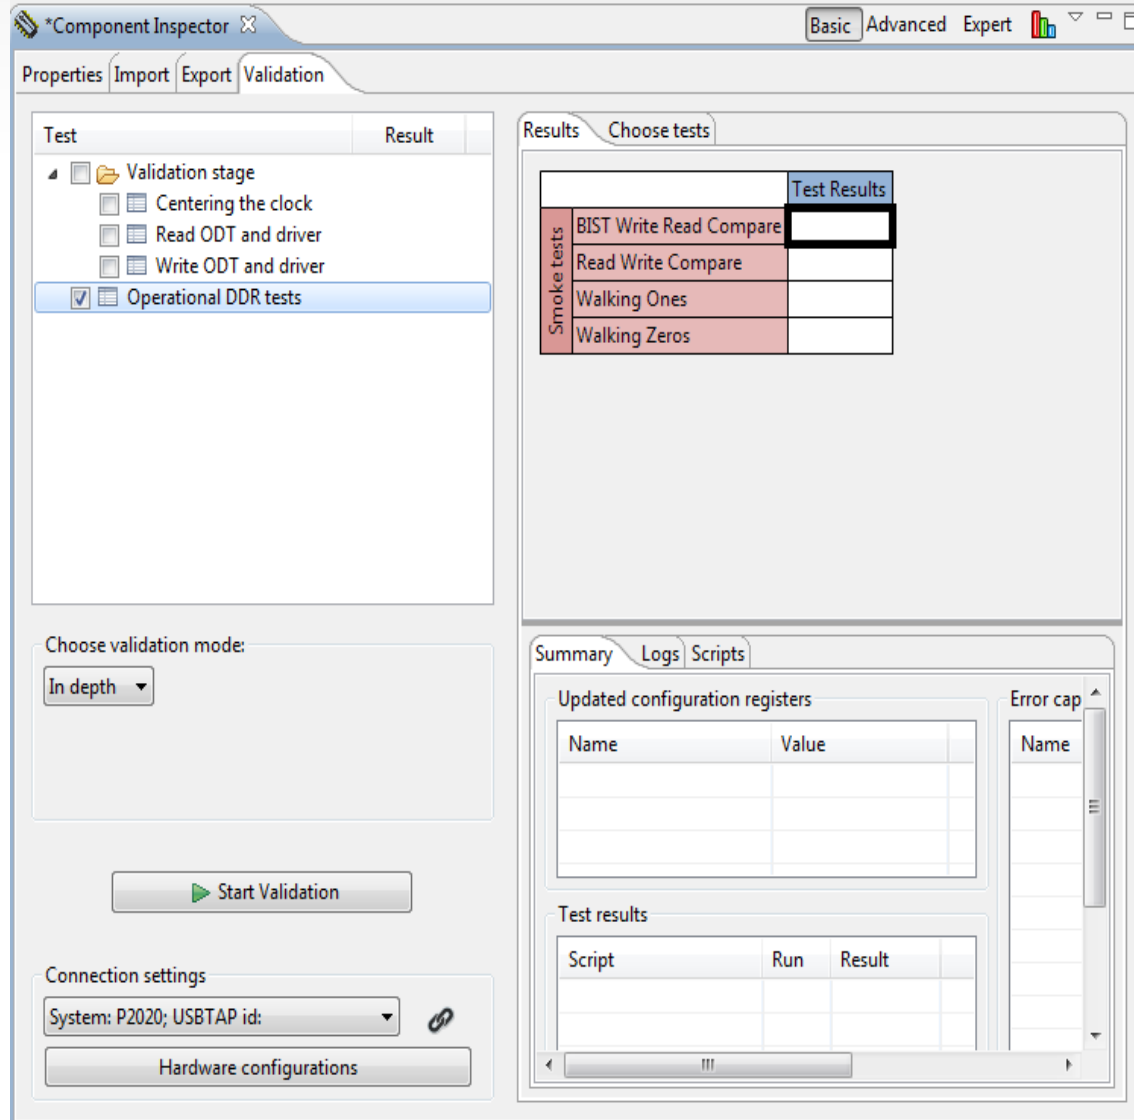 *Component Inspector
Basic Advanced Expert
Properties Import Export Validation
Test Result
Validation stage
Centering the clock
Read ODT and driver
Write ODT and driver
Operational DDR tests
Choose validation mode:
In depth
Start Validation
Connection settings
System: P2020; USBTAP id:
Hardware configurations
Results Choose tests
Test Results
Smoke tests
BIST Write Read Compare
Read Write Compare
Walking Ones
Walking Zeros
Summary Logs Scripts
Updated configuration registers
Name Value
Error cap
Name
Test results
Script Run Result